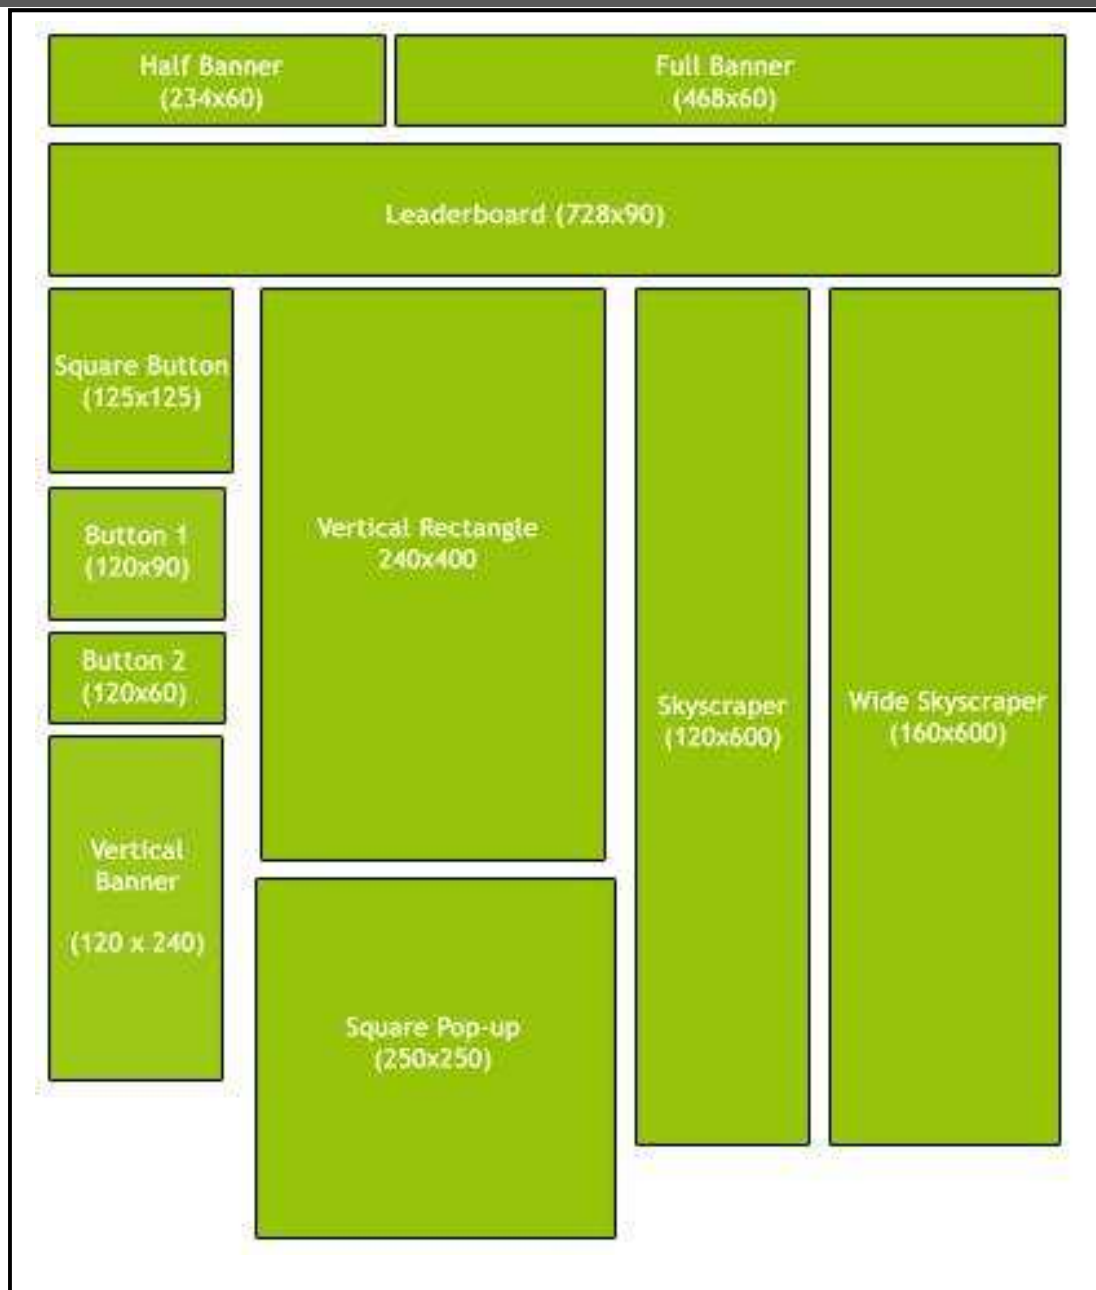 Half Banner
(234x60)
Full Banner
(468x60)
Leaderboard (728x90)
Square Button
(125x125)
Vertical Rectangle
240x400
Button 1
(120x90)
Button 2
(120x60)
Skyscraper
(120x600)
Wide Skyscraper
(160x600)
Vertical
Banner
(120 x 240)
Square Pop-up
(250x250)